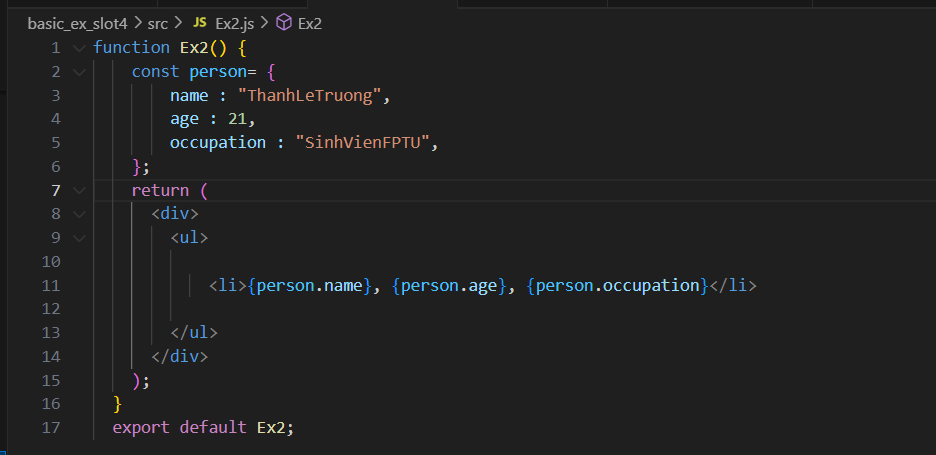 basic_ex_slot4 > src > JS Ex2.js > Ex2
1 function Ex2() {
2 const person= {
3 name : "ThanhLeTruong",
4 age : 21,
5 occupation : "SinhVienFPTU",
6 };
7 return (
8 <div>
9 <ul>
10
11 <li>{person.name}, {person.age}, {person.occupation}</li>
12
13 </ul>
14 </div>
15 );
16 }
17 export default Ex2;